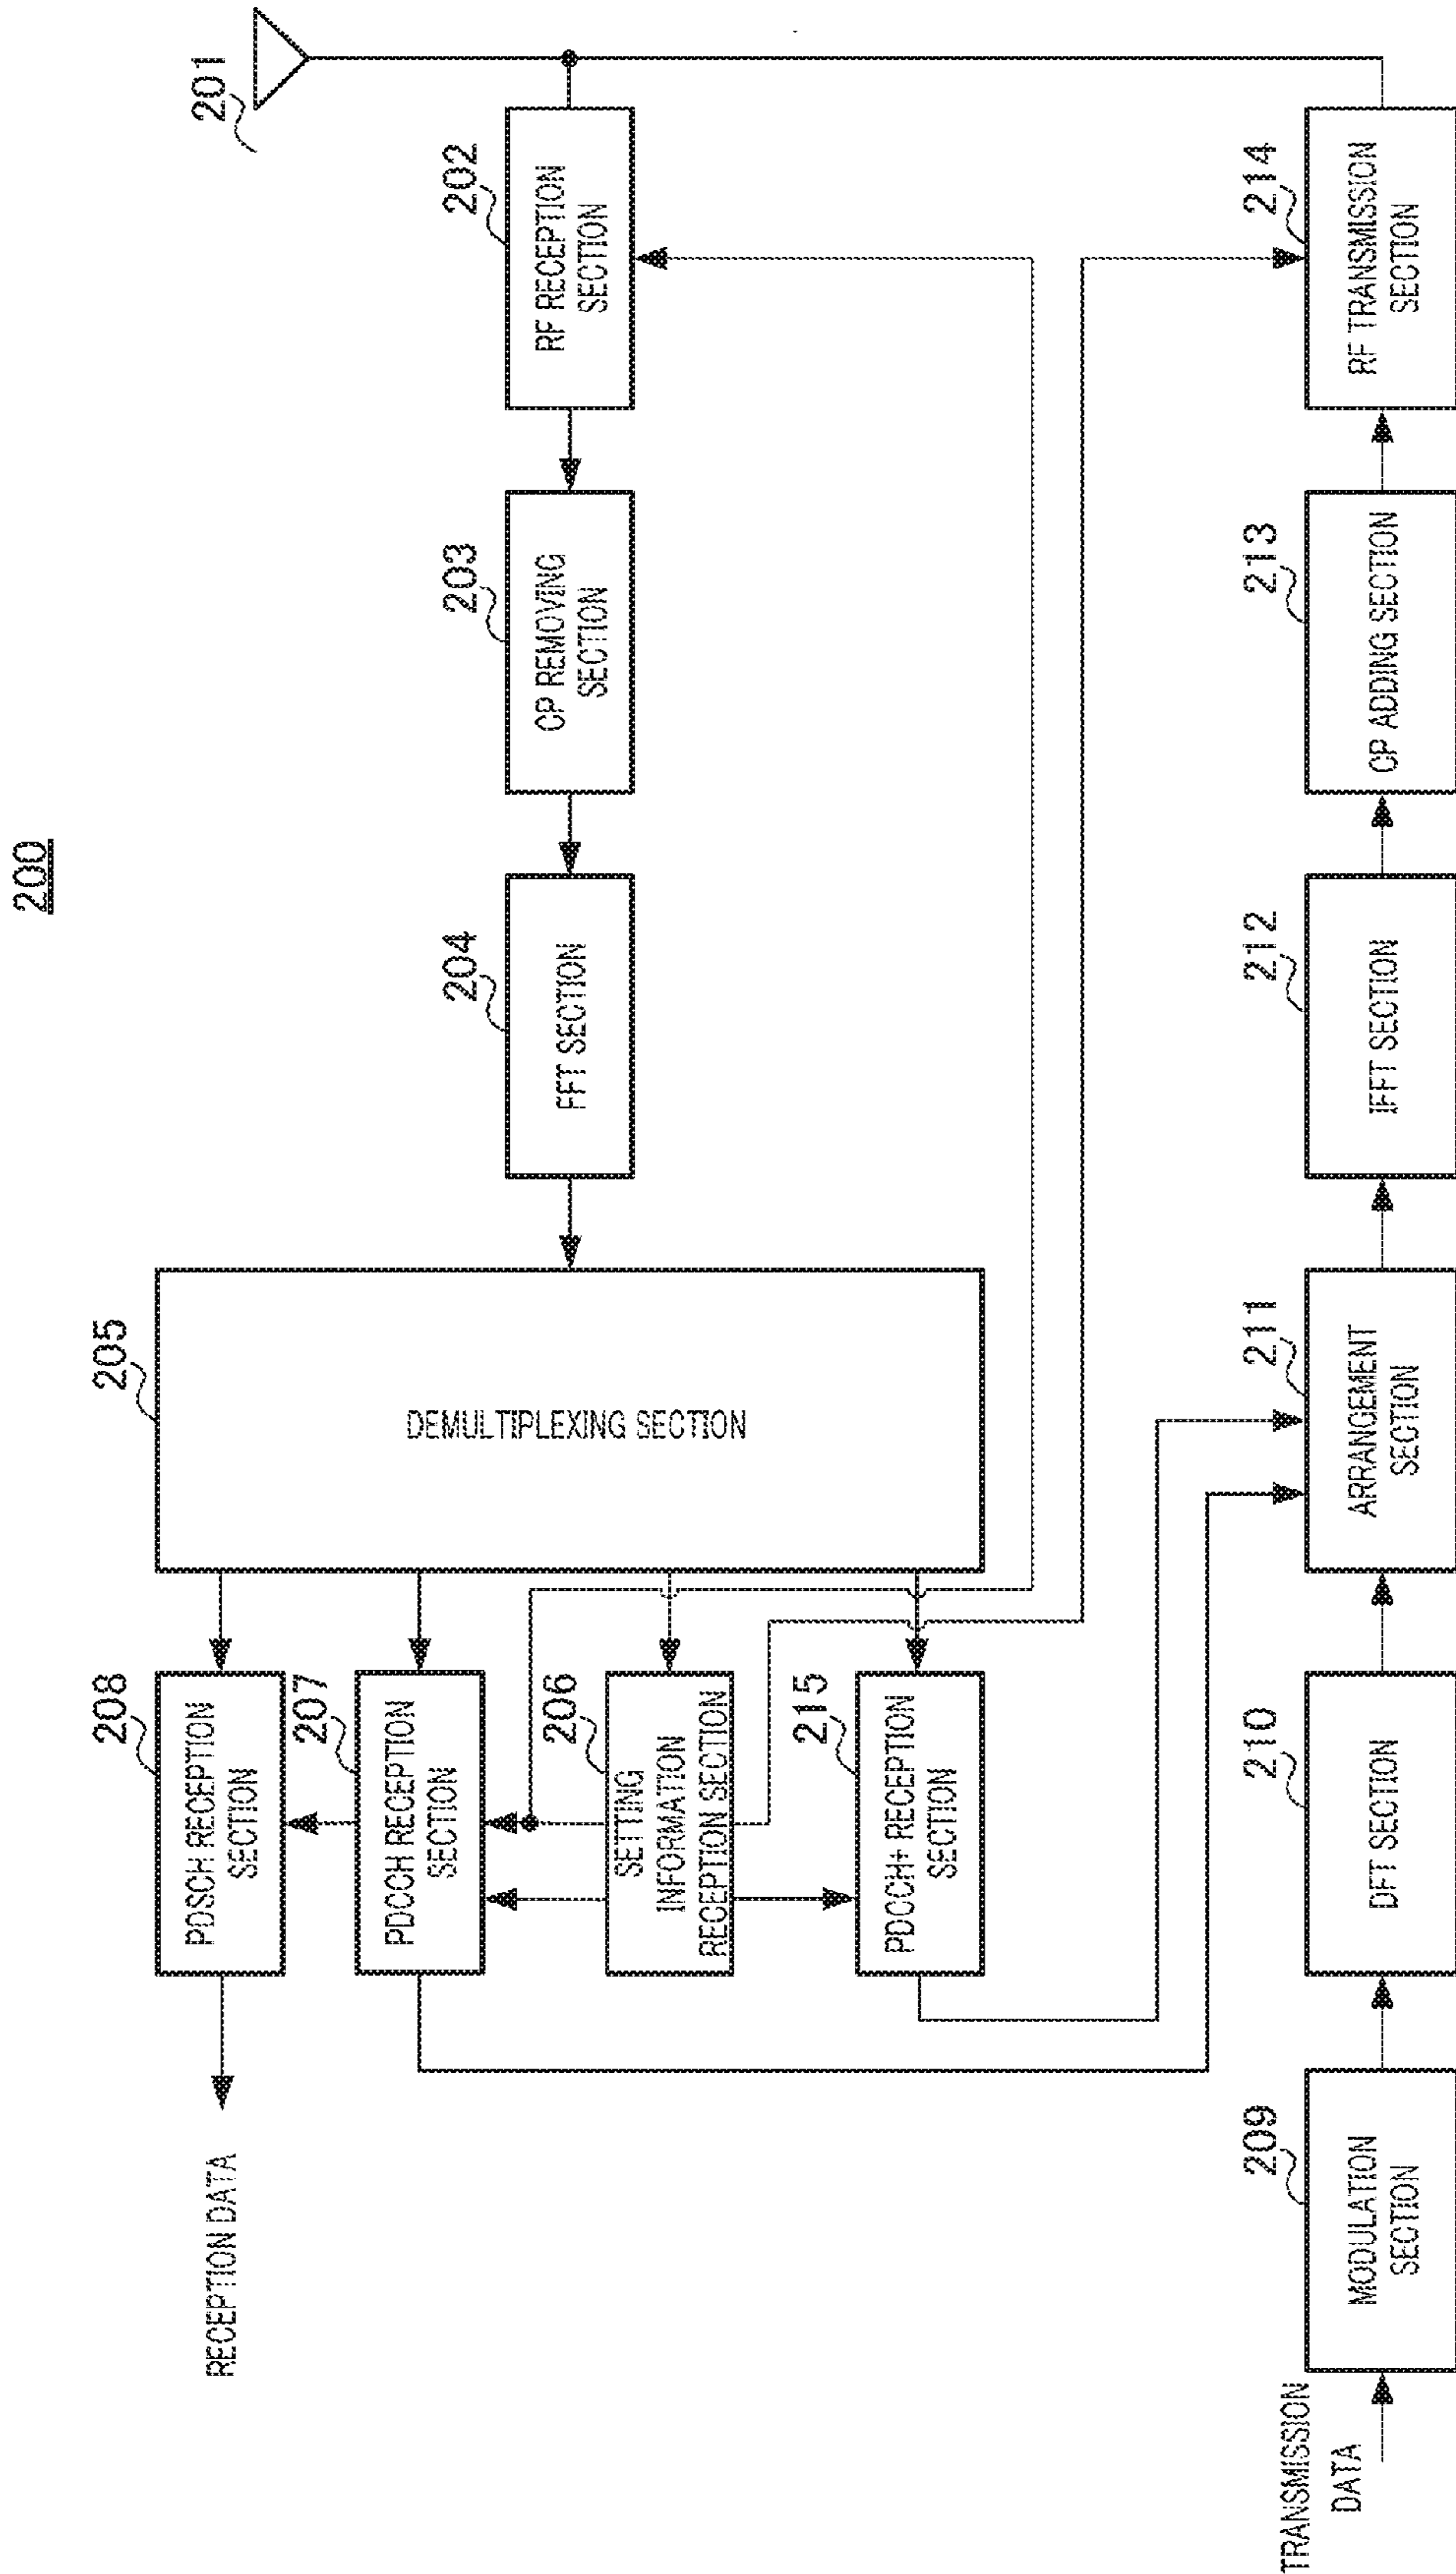 200
201
202
RF RECEPTION
SECTION
203
CP REMOVING
SECTION
204
FFT SECTION
205
DEMULTIPLEXING SECTION
208
PDSCH RECEPTION
SECTION
207
PDCCH RECEPTION
SECTION
206
SETTING
INFORMATION
RECEPTION SECTION
215
PDCCH+ RECEPTION
SECTION
RECEPTION DATA
TRANSMISSION
DATA
209
MODULATION
SECTION
210
DFT SECTION
211
ARRANGEMENT
SECTION
212
IFFT SECTION
213
CP ADDING SECTION
214
RF TRANSMISSION
SECTION